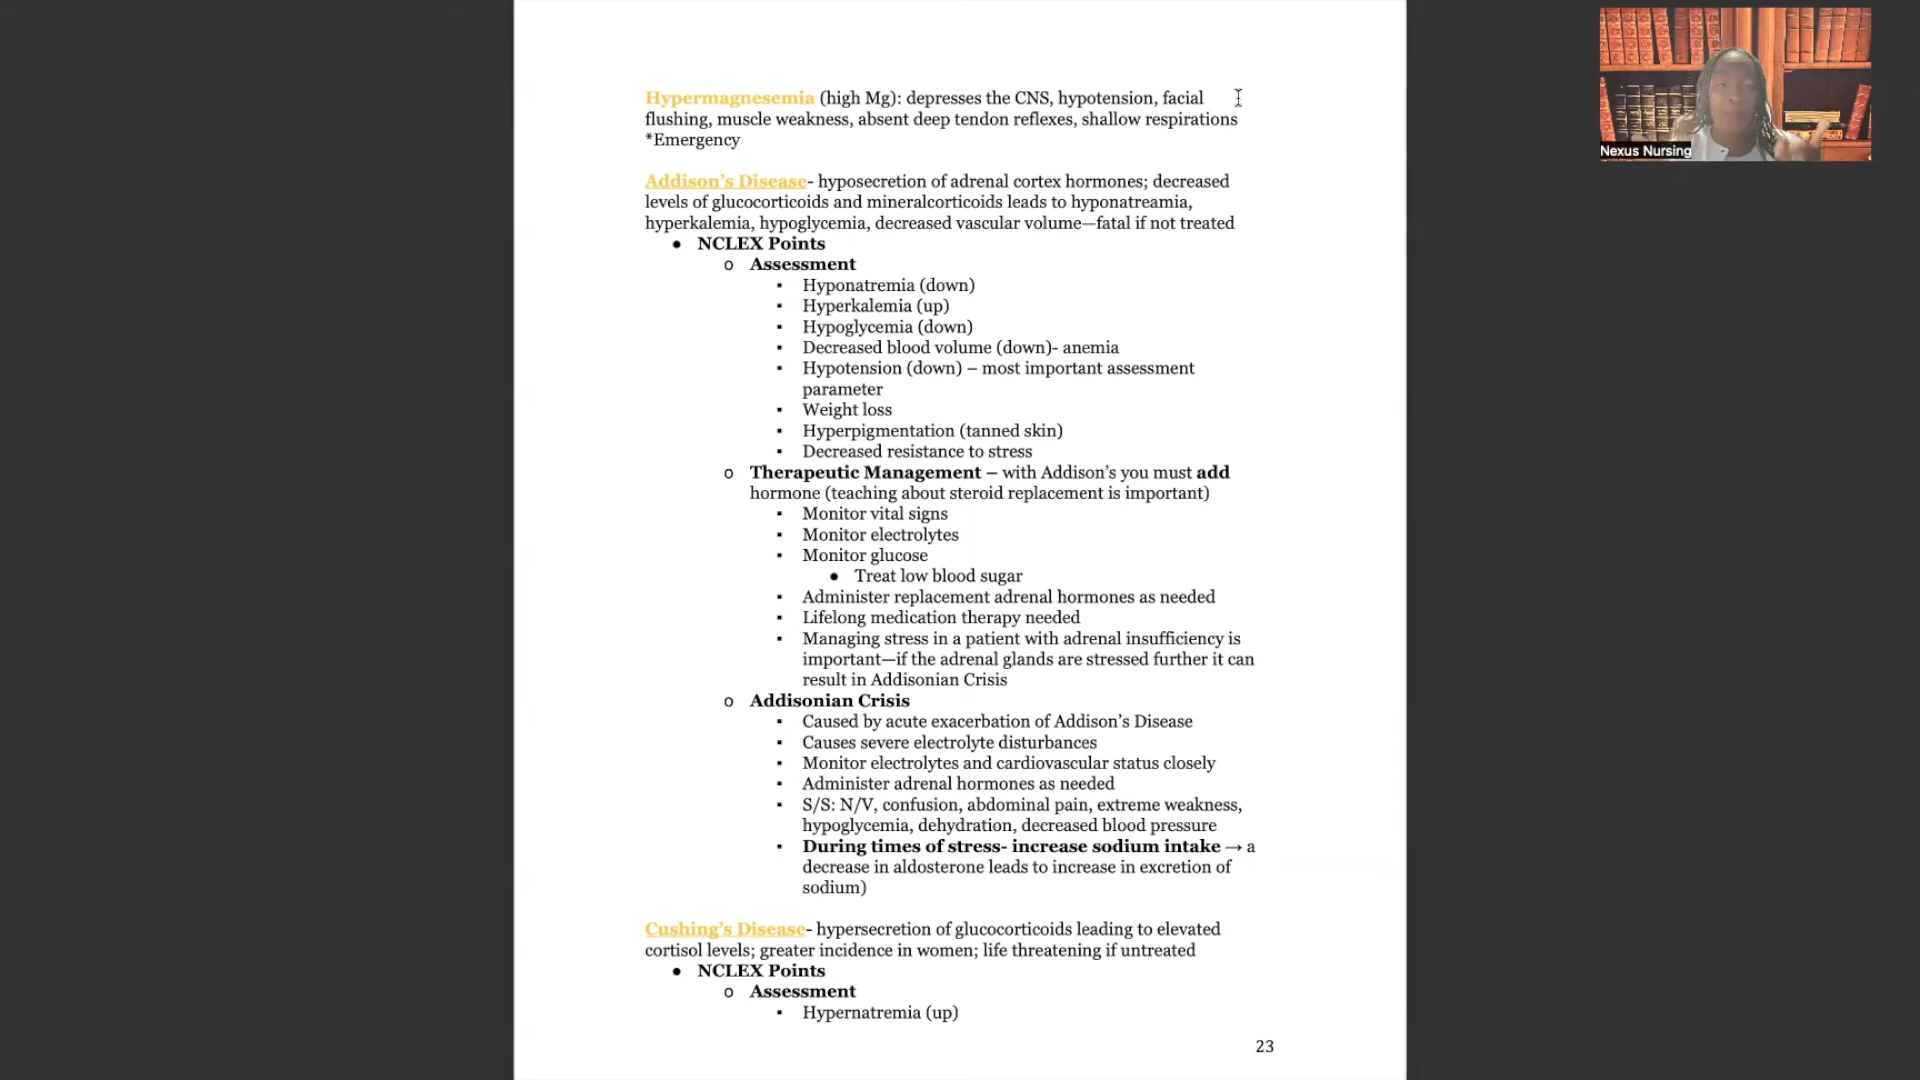 Hypermagnesemia (high Mg): depresses the CNS, hypotension, facial
flushing, muscle weakness, absent deep tendon reflexes, shallow respirations
*Emergency
Addison's Disease- hyposecretion of adrenal cortex hormones; decreased
levels of glucocorticoids and mineralcorticoids leads to hyponatreamia,
hyperkalemia, hypoglycemia, decreased vascular volume—fatal if not treated
● NCLEX Points
o Assessment
▪ Hyponatremia (down)
▪ Hyperkalemia (up)
▪ Hypoglycemia (down)
▪ Decreased blood volume (down)- anemia
▪ Hypotension (down) – most important assessment
parameter
▪ Weight loss
▪ Hyperpigmentation (tanned skin)
▪ Decreased resistance to stress
o Therapeutic Management – with Addison's you must add
hormone (teaching about steroid replacement is important)
▪ Monitor vital signs
▪ Monitor electrolytes
▪ Monitor glucose
● Treat low blood sugar
▪ Administer replacement adrenal hormones as needed
▪ Lifelong medication therapy needed
▪ Managing stress in a patient with adrenal insufficiency is
important—if the adrenal glands are stressed further it can
result in Addisonian Crisis
o Addisonian Crisis
▪ Caused by acute exacerbation of Addison's Disease
▪ Causes severe electrolyte disturbances
▪ Monitor electrolytes and cardiovascular status closely
▪ Administer adrenal hormones as needed
▪ S/S: N/V, confusion, abdominal pain, extreme weakness,
hypoglycemia, dehydration, decreased blood pressure
▪ During times of stress- increase sodium intake → a
decrease in aldosterone leads to increase in excretion of
sodium)
Cushing's Disease- hypersecretion of glucocorticoids leading to elevated
cortisol levels; greater incidence in women; life threatening if untreated
● NCLEX Points
o Assessment
▪ Hypernatremia (up)
23
Nexus Nursing